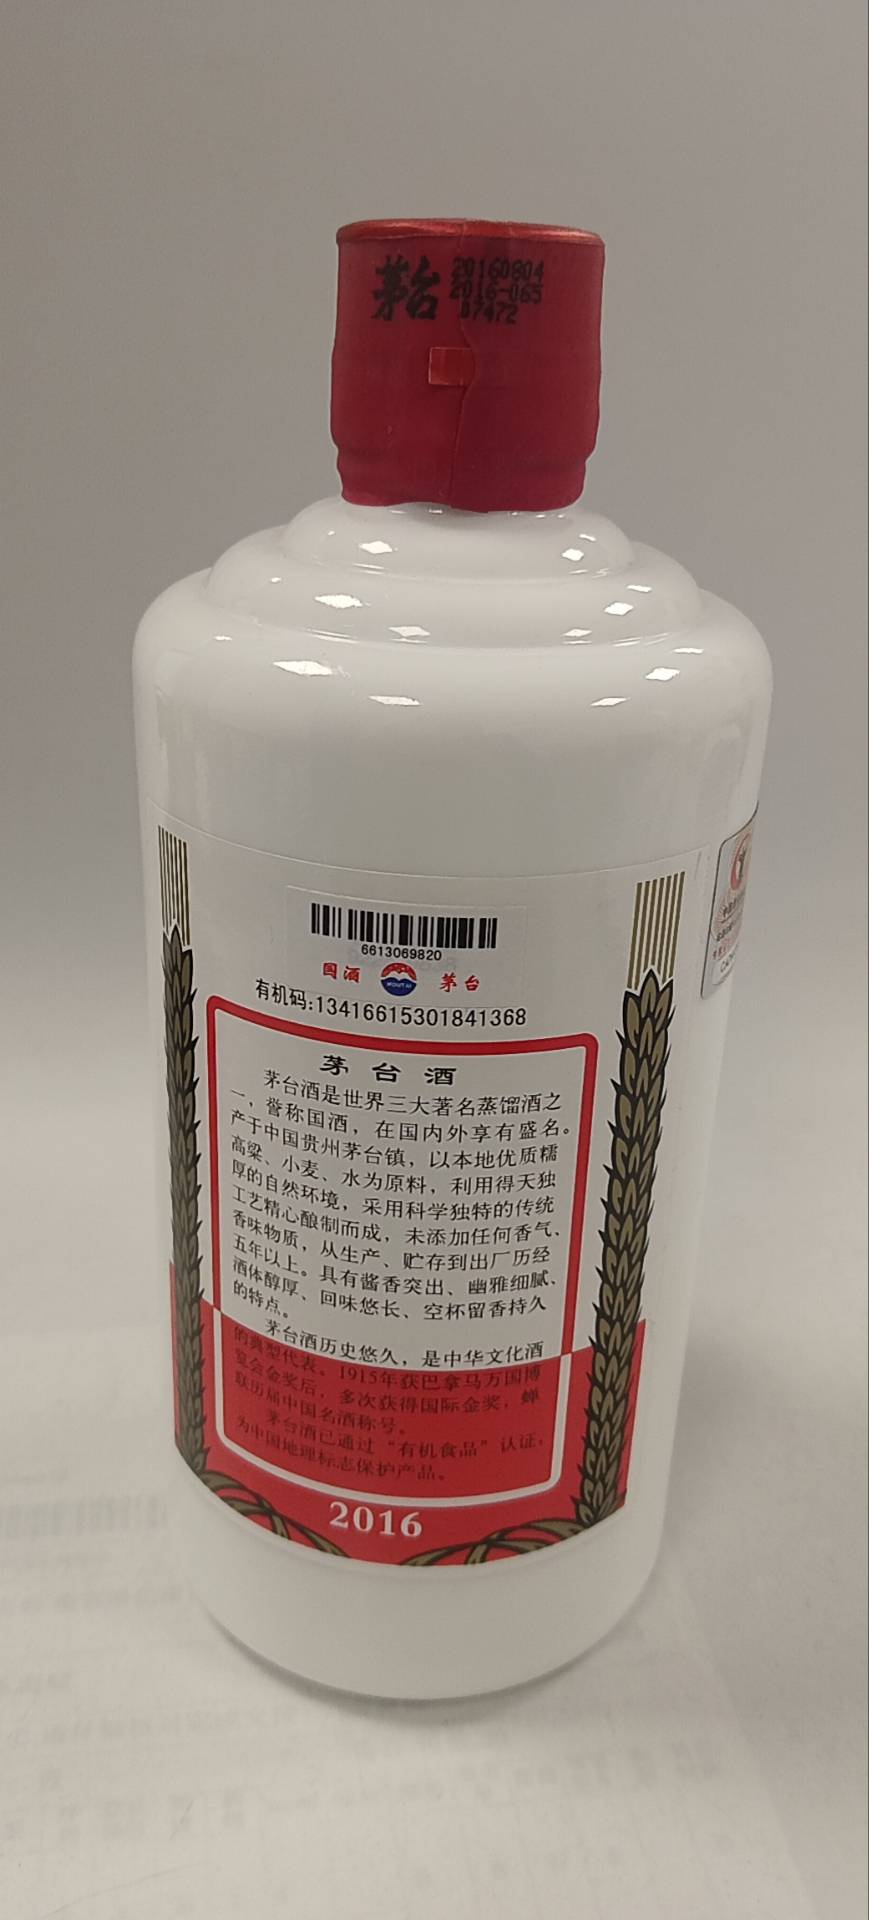 茅台
20160804
2016-065
07472
6613069820
国酒
MOUTAI
茅台
有机码:13416615301841368
茅台酒
茅台酒是世界三大著名蒸馏酒之
一，誉称国酒，在国内外享有盛名。
产于中国贵州茅台镇，以本地优质糯
高粱、小麦、水为原料，利用得天独
厚的自然环境，采用科学独特的传统
工艺精心酿制而成，未添加任何香气、
香味物质，从生产、贮存到出厂历经
五年以上。具有酱香突出、幽雅细腻、
酒体醇厚、回味悠长、空杯留香持久
的特点。
茅台酒历史悠久，是中华文化酒
的典型代表。1915年获巴拿马万国博
览会金奖后，多次获得国际金奖，蝉
联历届中国名酒称号。
茅台酒已通过“有机食品”认证，
为中国地理标志保护产品。
2016